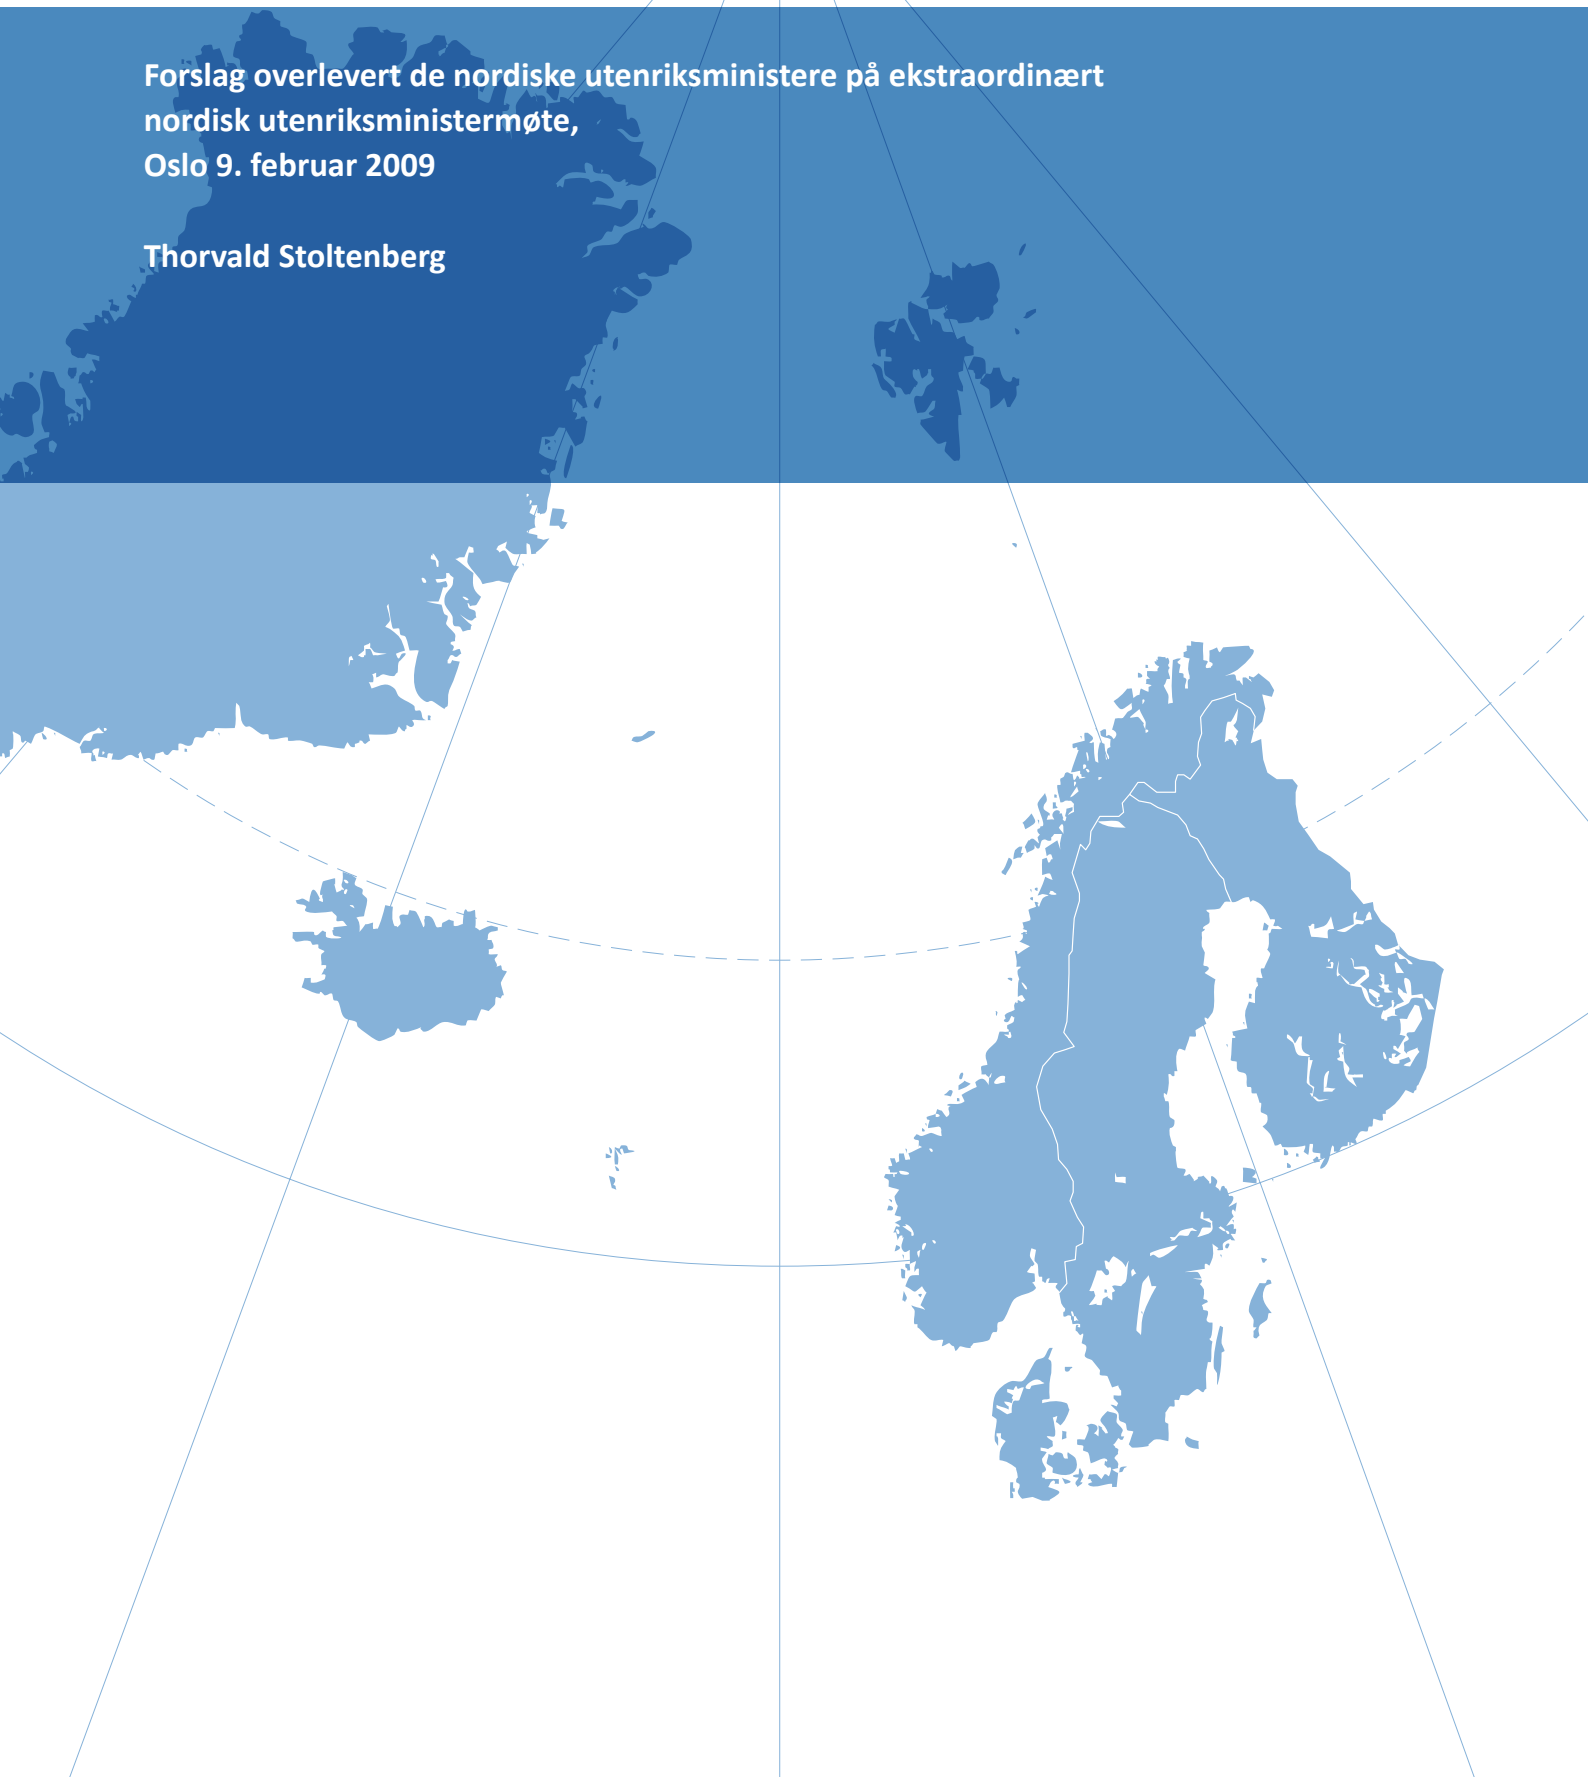 Forslag overlevert de nordiske utenriksministere på ekstraordinært
nordisk utenriksministermøte,
Oslo 9. februar 2009
Thorvald Stoltenberg